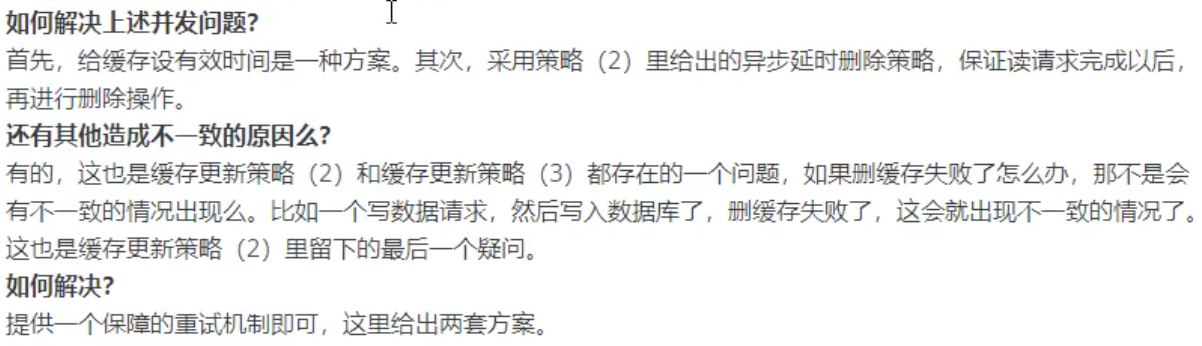 如何解决上述并发问题?
首先，给缓存设有效时间是一种方案。其次，采用策略（2）里给出的异步延时删除策略，保证读请求完成以后，
再进行删除操作。
还有其他造成不一致的原因么?
有的，这也是缓存更新策略（2）和缓存更新策略（3）都存在的一个问题，如果删缓存失败了怎么办，那不是会
有不一致的情况出现么。比如一个写数据请求，然后写入数据库了，删缓存失败了，这会就出现不一致的情况了。
这也是缓存更新策略（2）里留下的最后一个疑问。
如何解决?
提供一个保障的重试机制即可，这里给出两套方案。